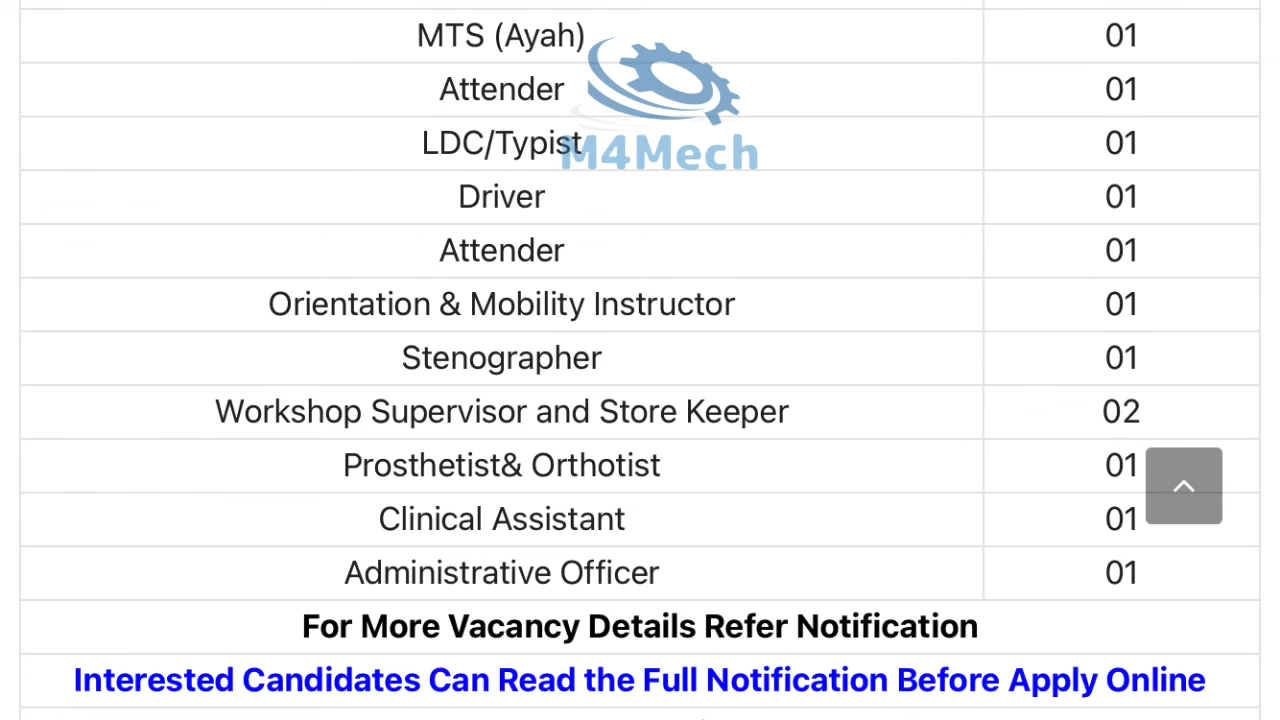 MTS (Ayah) 01
Attender 01
LDC/Typist 01
M4Mech
Driver 01
Attender 01
Orientation & Mobility Instructor 01
Stenographer 01
Workshop Supervisor and Store Keeper 02
Prosthetist& Orthotist 01
Clinical Assistant 01
Administrative Officer 01
For More Vacancy Details Refer Notification
Interested Candidates Can Read the Full Notification Before Apply Online